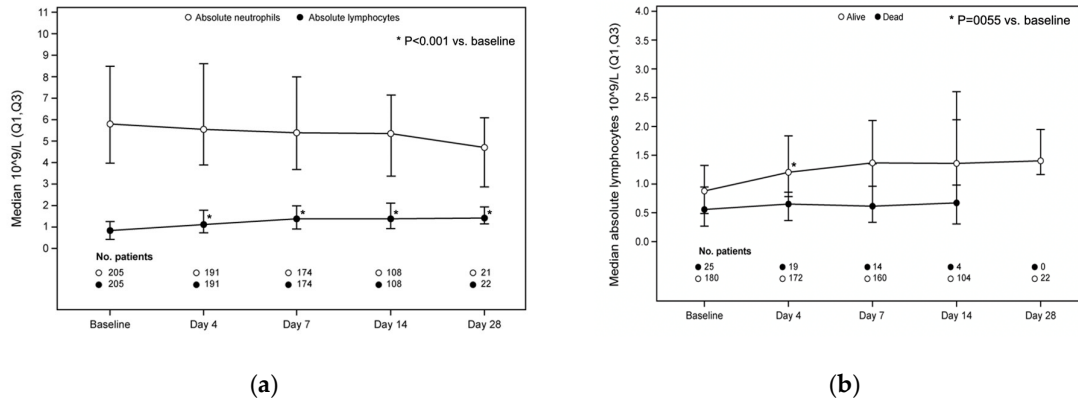 Absolute neutrophils Absolute lymphocytes
* P<0.001 vs. baseline
Median 10^9/L (Q1,Q3)
11
10
9
8
7
6
5
4
3
2
1
0
* * * *
No. patients
205 191 174 108 21
205 191 174 108 22
Baseline Day 4 Day 7 Day 14 Day 28
(a)
Alive Dead
* P=0055 vs. baseline
Median absolute lymphocytes 10^9/L (Q1,Q3)
4.0
3.5
3.0
2.5
2.0
1.5
1.0
0.5
0.0
*
No. patients
25 19 14 4 0
180 172 160 104 22
Baseline Day 4 Day 7 Day 14 Day 28
(b)